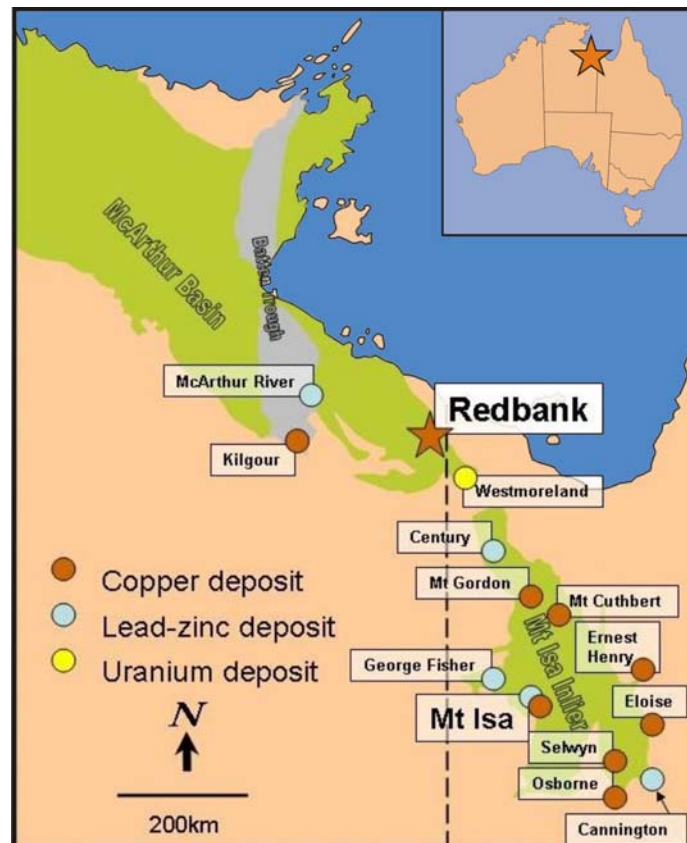 McArthur Basin
Batten Trough
McArthur River
Redbank
Kilgour
Westmoreland
Century
Mt Gordon
Mt Cuthbert
Copper deposit
Lead-zinc deposit
Uranium deposit
Mt Isa Inlier
Ernest
Henry
George Fisher
Eloise
Mt Isa
Selwyn
Osborne
Cannington
N
200km